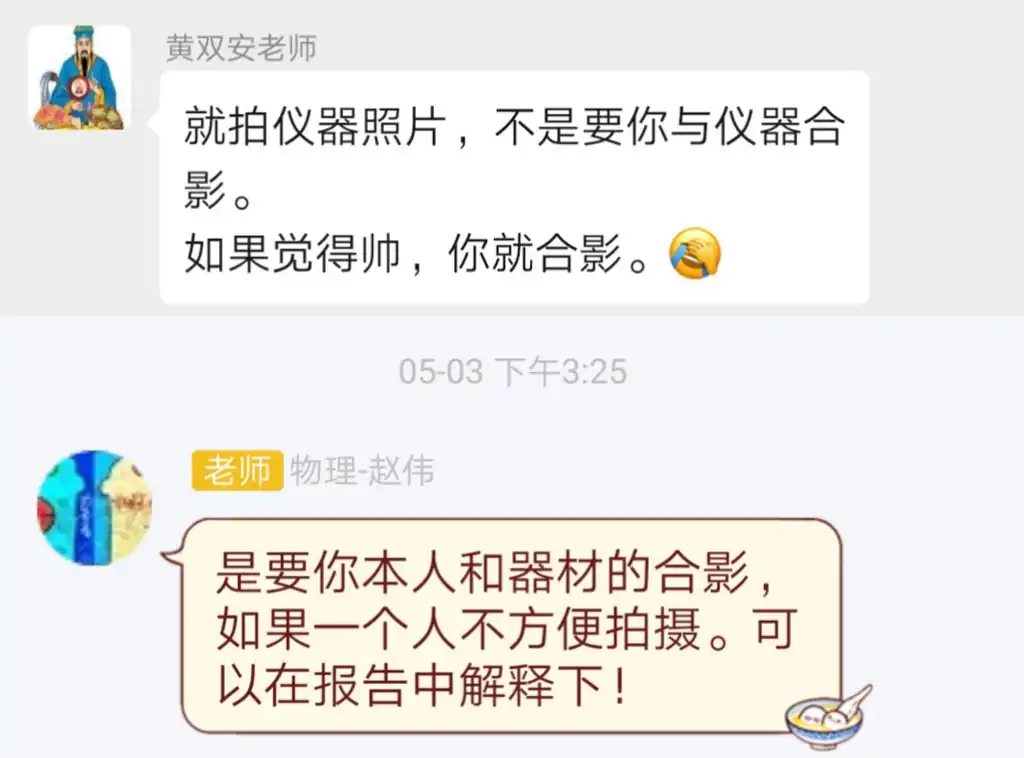 黄双安老师
就拍仪器照片，不是要你与仪器合
影。
如果觉得帅，你就合影。
05-03 下午3:25
老师 物理-赵伟
是要你本人和器材的合影，
如果一个人不方便拍摄。可
以在报告中解释下！